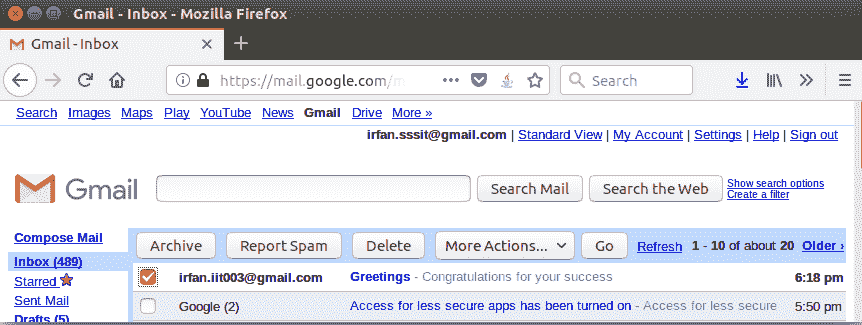 Gmail - Inbox - Mozilla Firefox
Gmail - Inbox
https://mail.google.com/m
Search
Search Images Maps Play YouTube News Gmail Drive More »
irfan.sssit@gmail.com | Standard View | My Account | Settings | Help | Sign out
Gmail Search Mail Search the Web Show search options
Create a filter
Compose Mail
Archive Report Spam Delete More Actions... Go Refresh 1 - 10 of about 20 Older ›
Inbox (489)
Starred
Sent Mail
Drafts (5)
irfan.iit003@gmail.com Greetings - Congratulations for your success 6:18 pm
Google (2) Access for less secure apps has been turned on - Access for less secure 5:50 pm